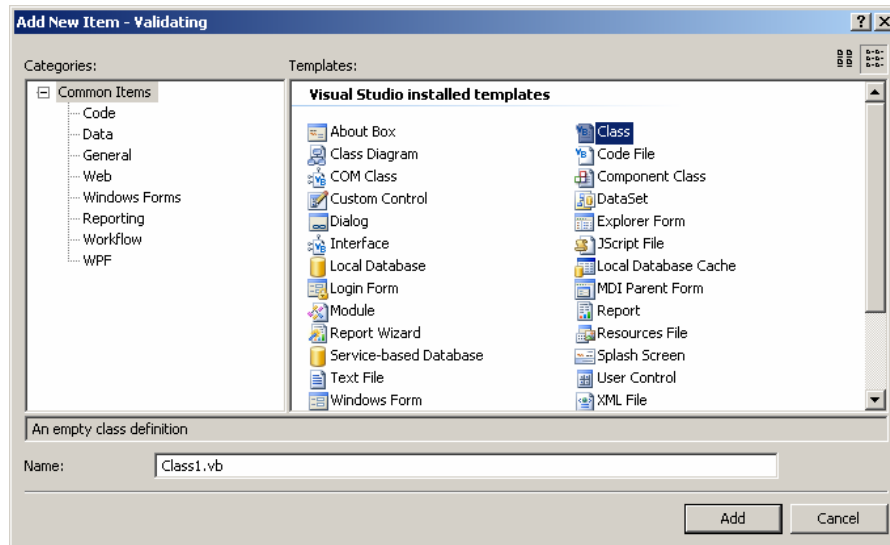 Add New Item - Validating
Categories:
Templates:
Common Items
Code
Data
General
Web
Windows Forms
Reporting
Workflow
WPF
Visual Studio installed templates
About Box
Class
Class Diagram
Code File
COM Class
Component Class
Custom Control
DataSet
Dialog
Explorer Form
Interface
JScript File
Local Database
Local Database Cache
Login Form
MDI Parent Form
Module
Report
Report Wizard
Resources File
Service-based Database
Splash Screen
Text File
User Control
Windows Form
XML File
An empty class definition
Name:
Class1.vb
Add
Cancel